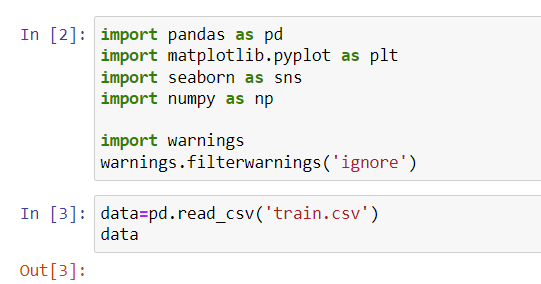 In [2]: import pandas as pd
import matplotlib.pyplot as plt
import seaborn as sns
import numpy as np
import warnings
warnings.filterwarnings('ignore')
In [3]: data=pd.read_csv('train.csv')
data
Out[3]: